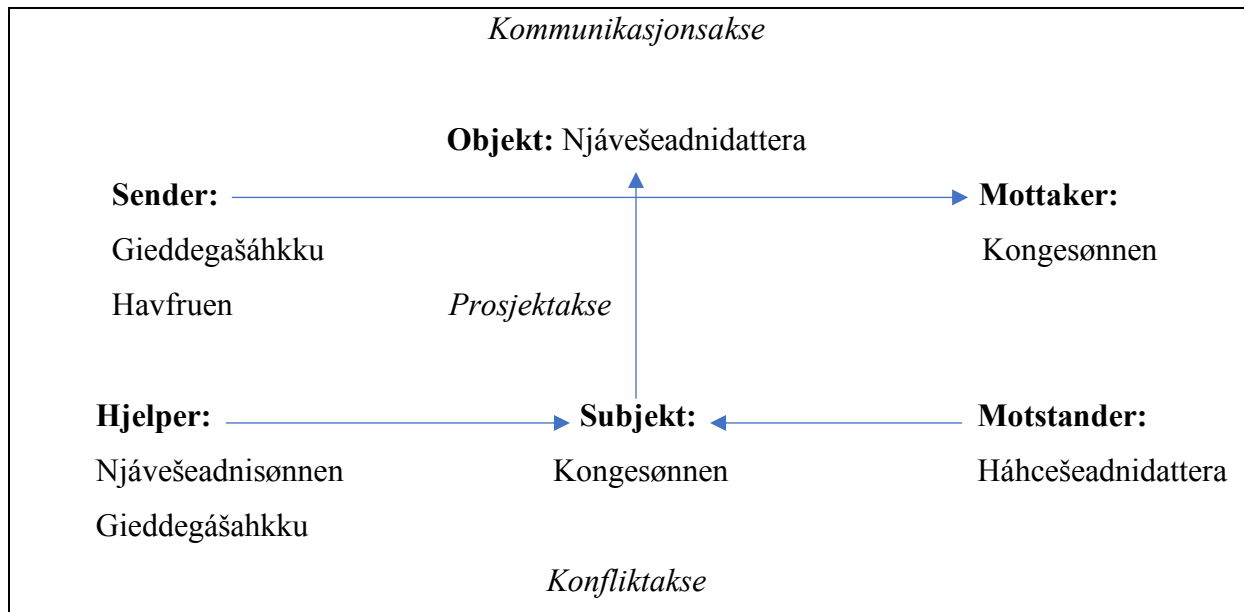 Kommunikasjonsakse
Objekt: Njávešeadnidattera
Sender: Mottaker:
Gieddegašáhkku Kongesønnen
Havfruen Prosjektakse
Hjelper: Subjekt: Motstander:
Njávešeadnisønnen Kongesønnen Háhcešeadnidattera
Gieddegášahkku
Konfliktakse